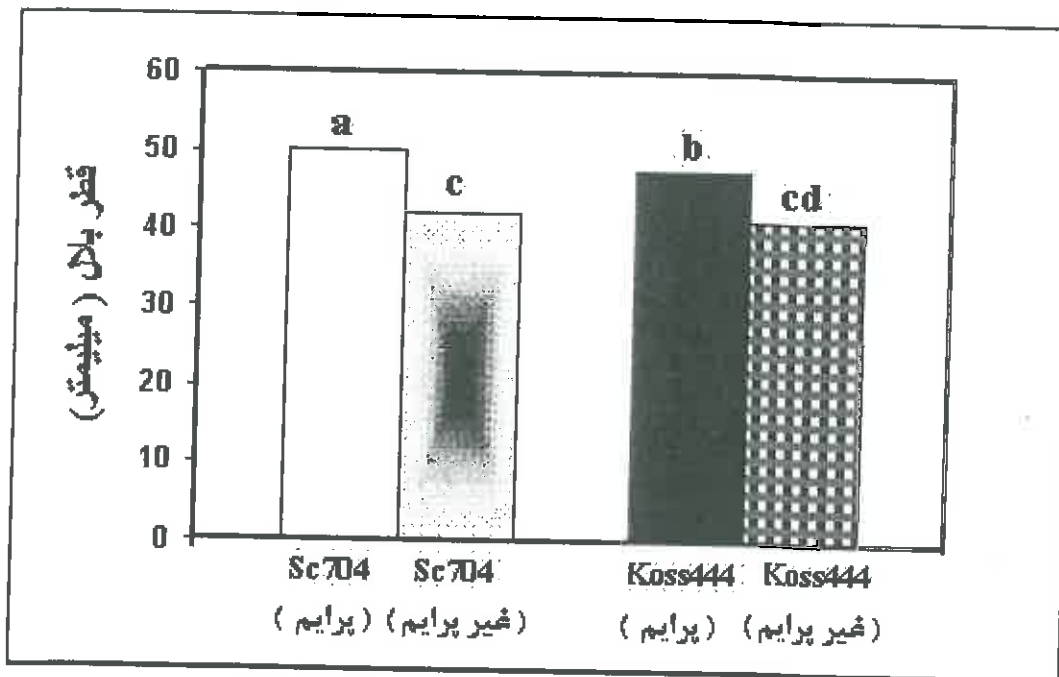 قطر بلال ( میلیمتر)
60
50
40
30
20
10
0
a
c
b
cd
Sc704 Sc704 Koss444 Koss444
( پرایم ) ( غیر پرایم ) ( پرایم ) ( غیر پرایم )